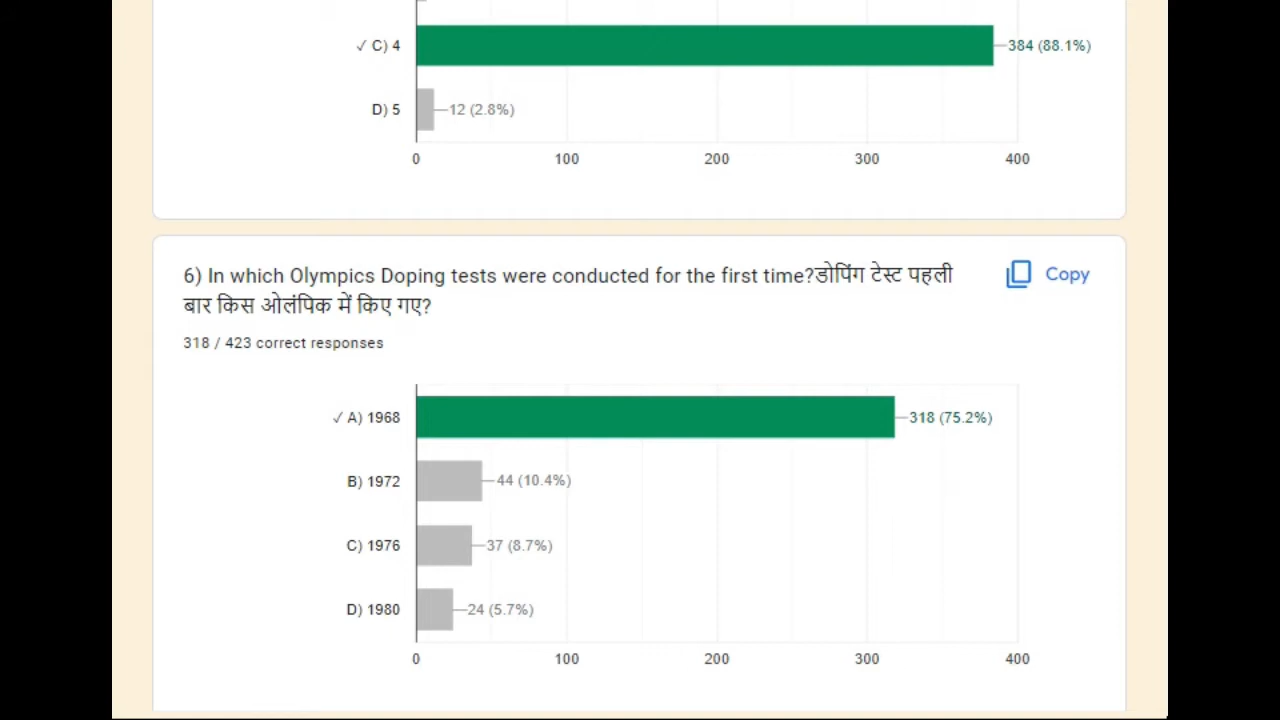 ✓ C) 4 384 (88.1%)
D) 5 12 (2.8%)
0 100 200 300 400
6) In which Olympics Doping tests were conducted for the first time?डोपिंग टेस्ट पहली
बार किस ओलंपिक में किए गए?
Copy
318 / 423 correct responses
✓ A) 1968 318 (75.2%)
B) 1972 44 (10.4%)
C) 1976 37 (8.7%)
D) 1980 24 (5.7%)
0 100 200 300 400